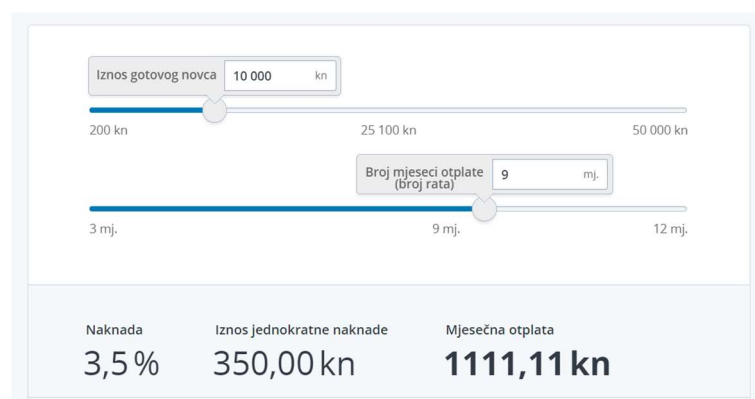 Iznos gotovog novca 10 000 kn
200 kn 25 100 kn 50 000 kn
Broj mjeseci otplate
(broj rata) 9 mj.
3 mj. 9 mj. 12 mj.
Naknada Iznos jednokratne naknade Mjesečna otplata
3,5 % 350,00 kn 1111,11 kn